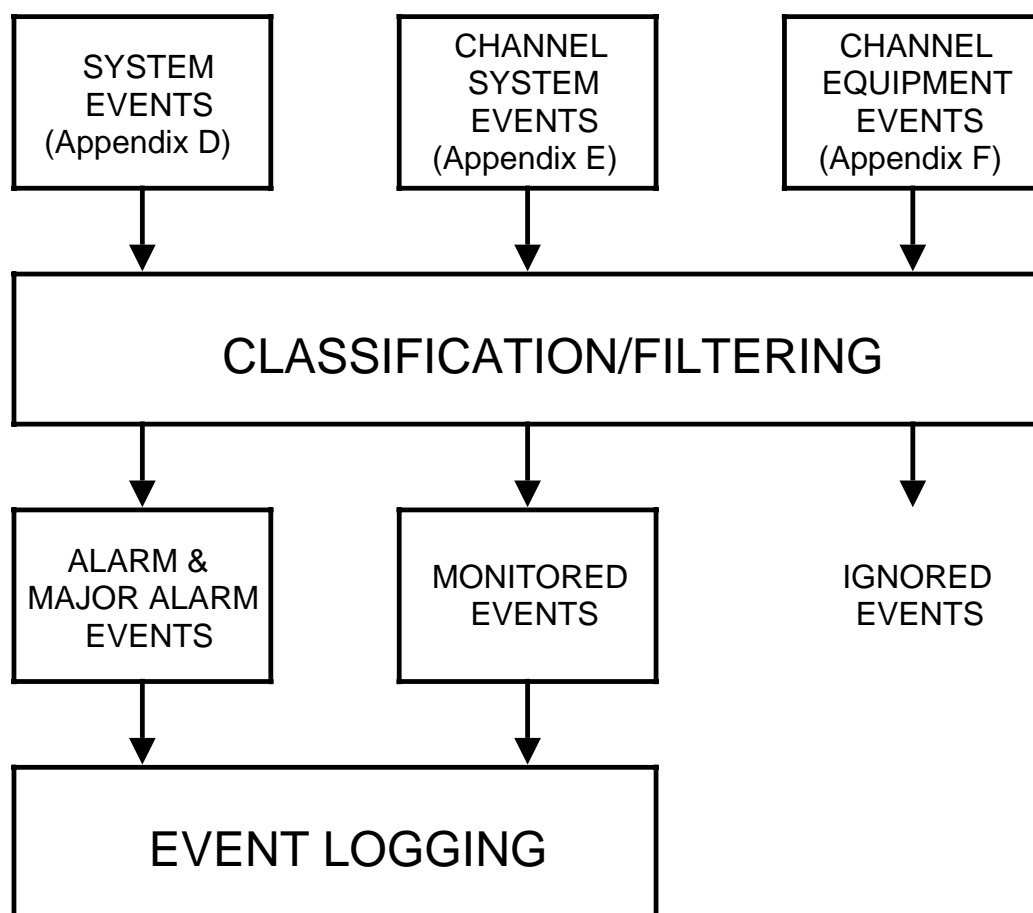 SYSTEM
EVENTS
(Appendix D)
CHANNEL
SYSTEM
EVENTS
(Appendix E)
CHANNEL
EQUIPMENT
EVENTS
(Appendix F)
CLASSIFICATION/FILTERING
ALARM &
MAJOR ALARM
EVENTS
MONITORED
EVENTS
IGNORED
EVENTS
EVENT LOGGING